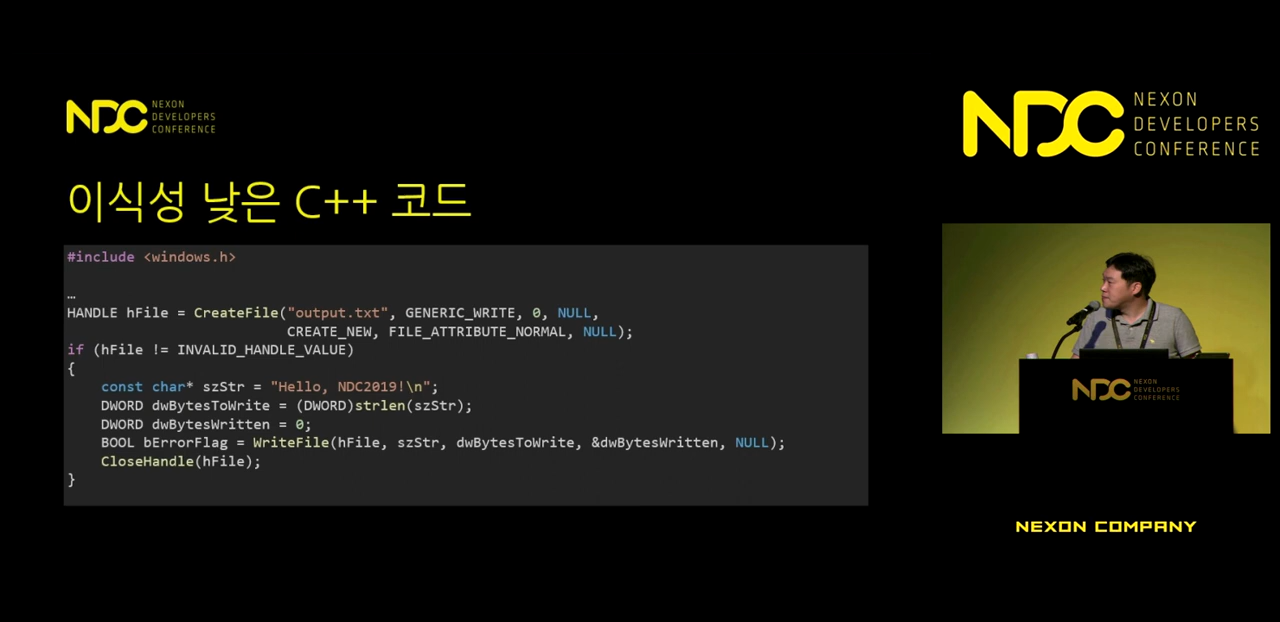 NDC NEXON
DEVELOPERS
CONFERENCE
이식성 낮은 C++ 코드
#include <windows.h>
…
HANDLE hFile = CreateFile("output.txt", GENERIC_WRITE, 0, NULL,
CREATE_NEW, FILE_ATTRIBUTE_NORMAL, NULL);
if (hFile != INVALID_HANDLE_VALUE)
{
const char* szStr = "Hello, NDC2019!\n";
DWORD dwBytesToWrite = (DWORD)strlen(szStr);
DWORD dwBytesWritten = 0;
BOOL bErrorFlag = WriteFile(hFile, szStr, dwBytesToWrite, &dwBytesWritten, NULL);
CloseHandle(hFile);
}
NDC NEXON
DEVELOPERS
CONFERENCE
NDC NEXON
DEVELOPERS
CONFERENCE
NEXON COMPANY